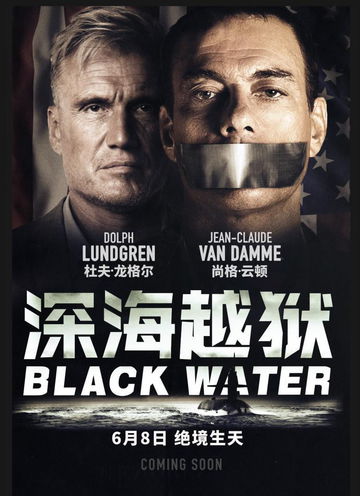 DOLPH
LUNDGREN
杜夫·龙格尔
JEAN-CLAUDE
VAN DAMME
尚格·云顿
深海越狱
BLACK WATER
6月8日 绝境生天
COMING SOON